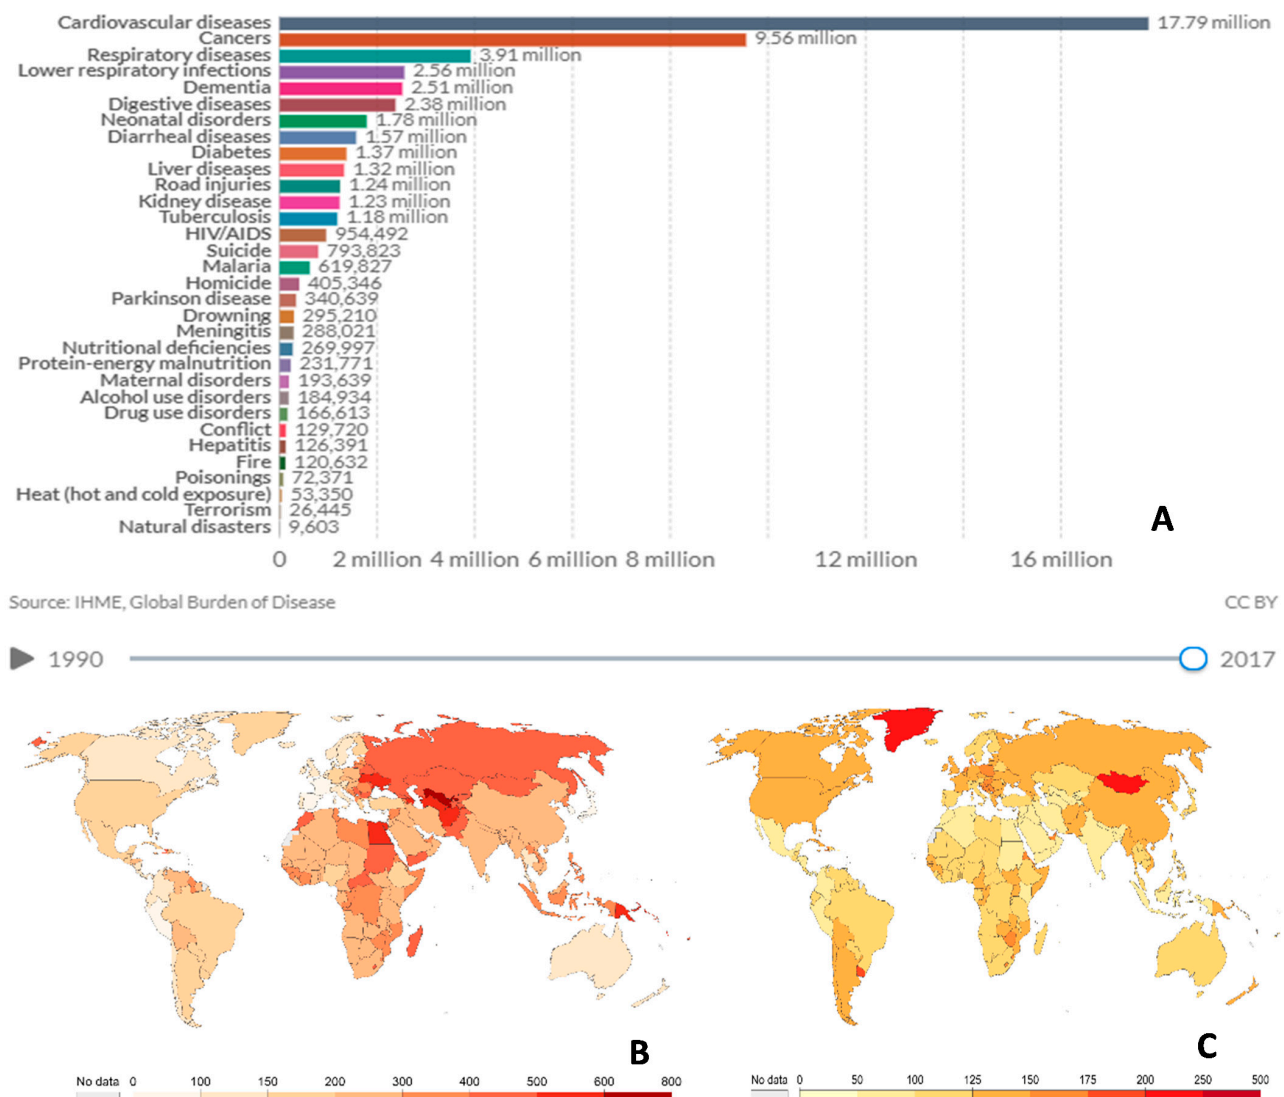 Cardiovascular diseases 17.79 million
Cancers 9.56 million
Respiratory diseases 3.91 million
Lower respiratory infections 2.56 million
Dementia 2.51 million
Digestive diseases 2.38 million
Neonatal disorders 1.78 million
Diarrheal diseases 1.57 million
Diabetes 1.37 million
Liver diseases 1.32 million
Road injuries 1.24 million
Kidney disease 1.23 million
Tuberculosis 1.18 million
HIV/AIDS 954,492
Suicide 793,823
Malaria 619,827
Homicide 405,346
Parkinson disease 340,639
Drowning 295,210
Meningitis 288,021
Nutritional deficiencies 269,997
Protein-energy malnutrition 231,771
Maternal disorders 193,639
Alcohol use disorders 184,934
Drug use disorders 166,613
Conflict 129,720
Hepatitis 126,391
Fire 120,632
Poisonings 72,371
Heat (hot and cold exposure) 53,350
Terrorism 26,445
Natural disasters 9,603
A
0 2 million 4 million 6 million 8 million 12 million 16 million
Source: IHME, Global Burden of Disease CC BY
1990 2017
B
C
No data 0 100 150 200 300 400 500 600 800
No data 0 50 100 125 150 175 200 250 500